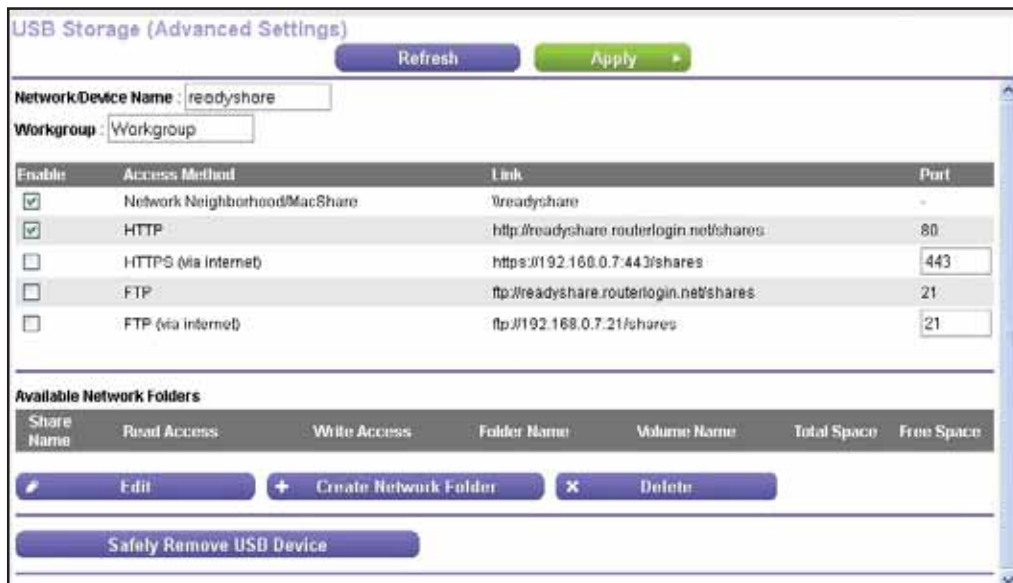 USB Storage (Advanced Settings)
Refresh Apply
Network/Device Name : readyshare
Workgroup : Workgroup
Enable Access Method Link Port
Network Neighborhood/MacShare \\readyshare -
HTTP http://readyshare.routerlogin.net/shares 80
HTTPS (via internet) https://192.168.0.7:443/shares 443
FTP ftp://readyshare.routerlogin.net/shares 21
FTP (via internet) ftp://192.168.0.7:21/shares 21
Available Network Folders
Share Name Read Access Write Access Folder Name Volume Name Total Space Free Space
Edit Create Network Folder Delete
Safely Remove USB Device